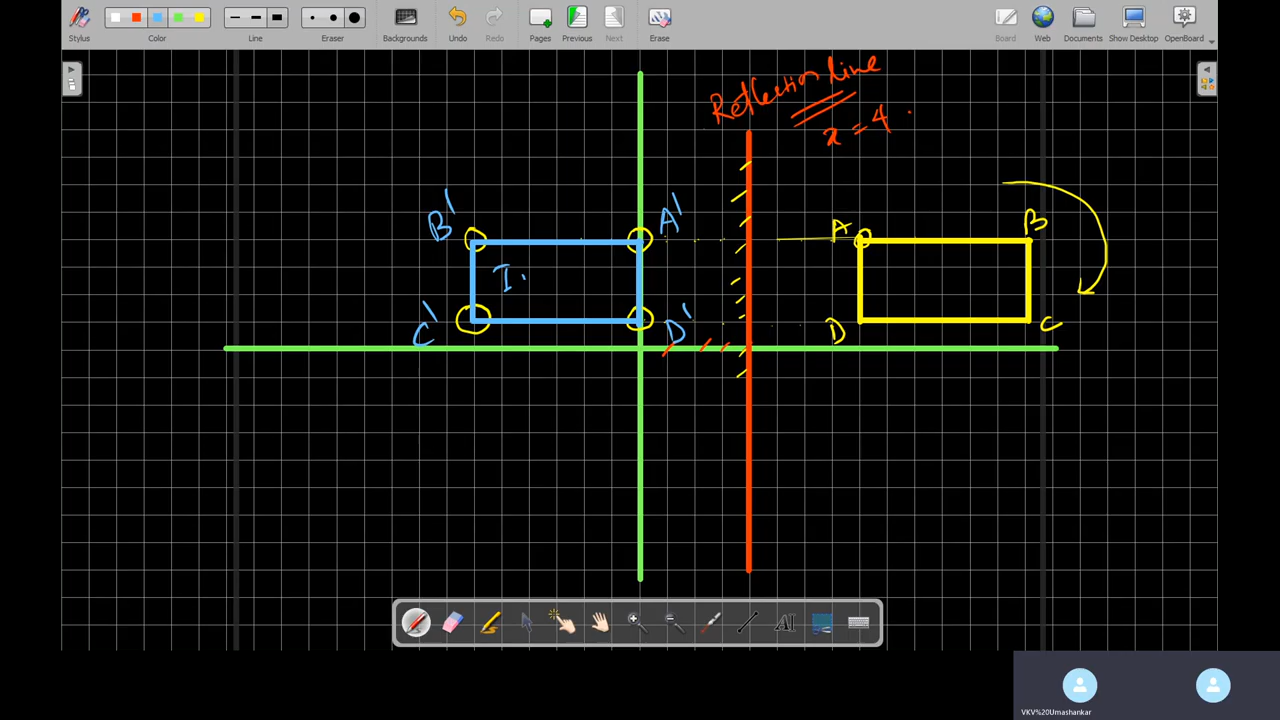 Stylus
Color
Line
Eraser
Backgrounds
Undo
Redo
Pages
Previous
Next
Erase
Board
Web
Documents
Show Desktop
OpenBoard
Reflection line
x = 4
B'
A'
A
B
I.
C'
D'
D
C
AI
VKV%20Umashankar